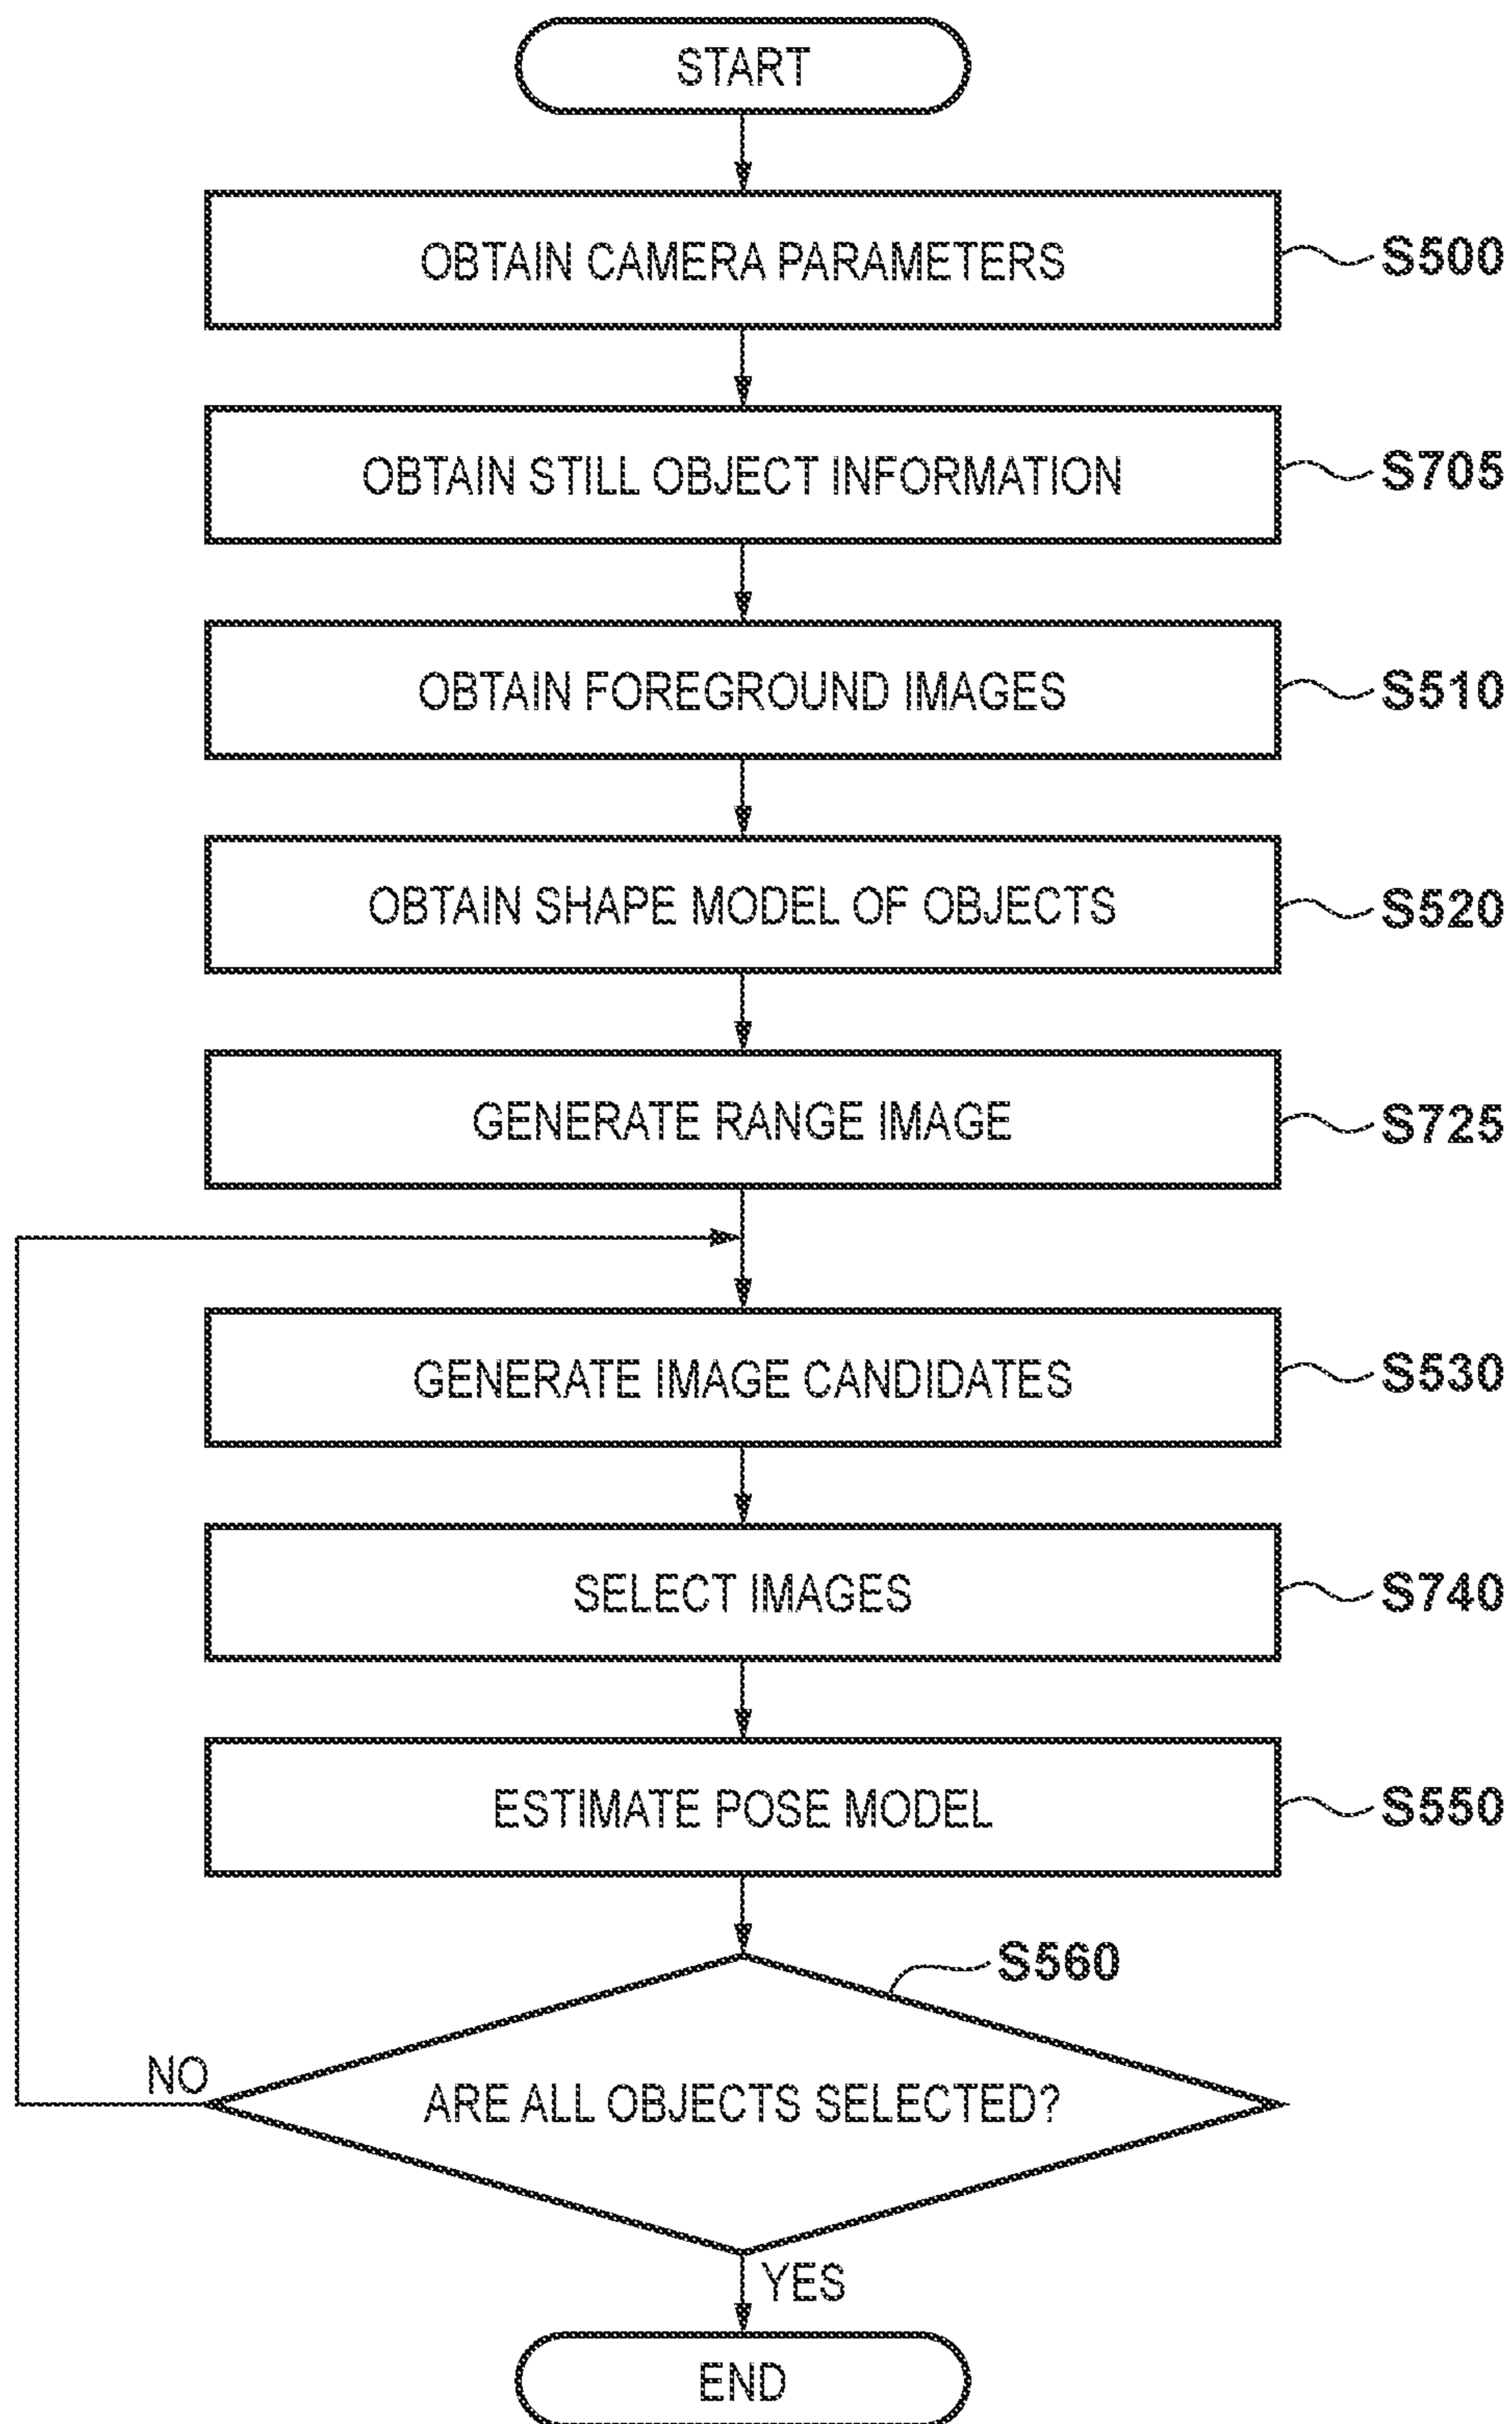 START
OBTAIN CAMERA PARAMETERS
S500
OBTAIN STILL OBJECT INFORMATION
S705
OBTAIN FOREGROUND IMAGES
S510
OBTAIN SHAPE MODEL OF OBJECTS
S520
GENERATE RANGE IMAGE
S725
GENERATE IMAGE CANDIDATES
S530
SELECT IMAGES
S740
ESTIMATE POSE MODEL
S550
S560
NO
ARE ALL OBJECTS SELECTED?
YES
END